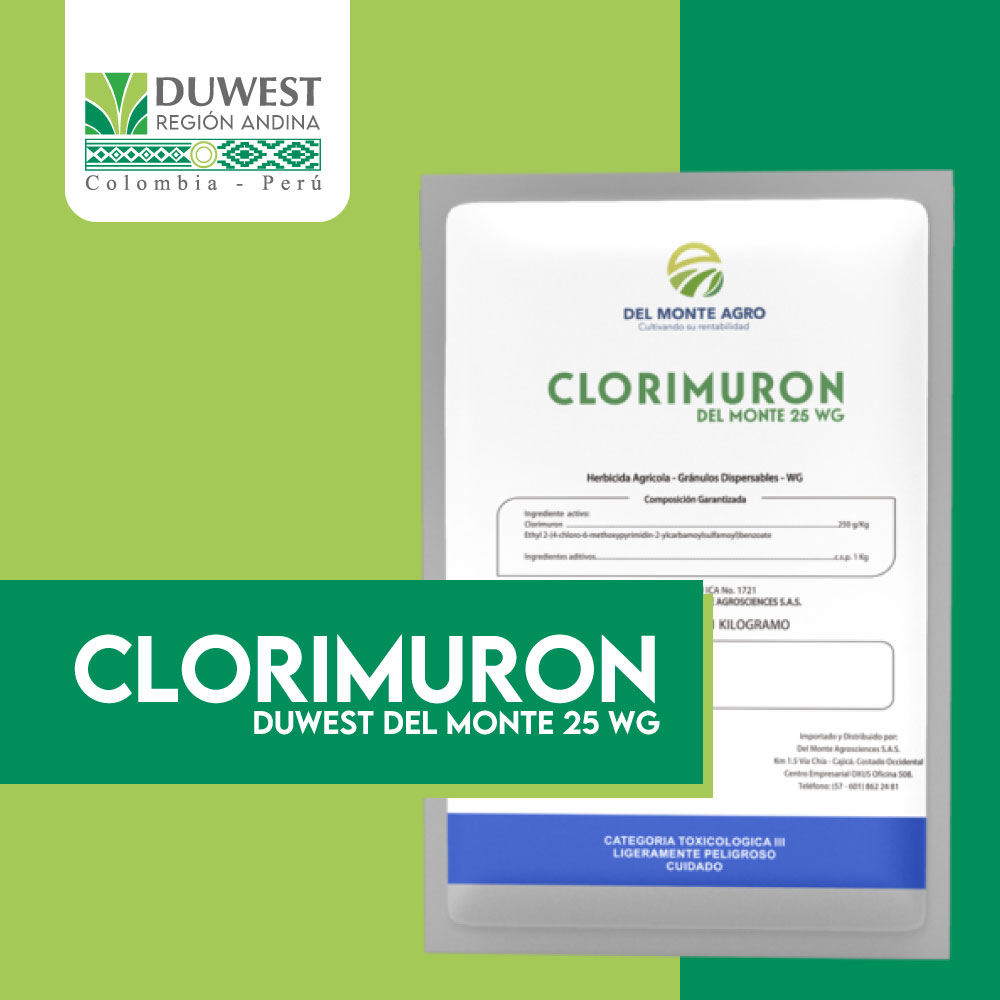 DUWEST
REGIÓN ANDINA
Colombia - Perú
DEL MONTE AGRO
Cultivando su rentabilidad
CLORIMURON
DEL MONTE 25 WG
Herbicida Agrícola - Gránulos Dispersables - WG
Composición Garantizada
Ingrediente activo:
Clorimuron 250 g/Kg
Ethyl 2-(4-chloro-6-methoxypyrimidin-2-ylcarbamoylsulfamoyl)benzoate
Ingredientes aditivos c.s.p. 1 Kg
ICA No. 1721
AGROSCIENCES S.A.S.
KILOGRAMO
CLORIMURON
DUWEST DEL MONTE 25 WG
Importado y Distribuido por:
Del Monte Agrosciences S.A.S.
Km 1.5 Vía Chia - Cajicá. Costado Occidental
Centro Empresarial OXUS Oficina 508.
Teléfono: (57 - 601) 862 24 81
CATEGORIA TOXICOLOGICA III
LIGERAMENTE PELIGROSO
CUIDADO